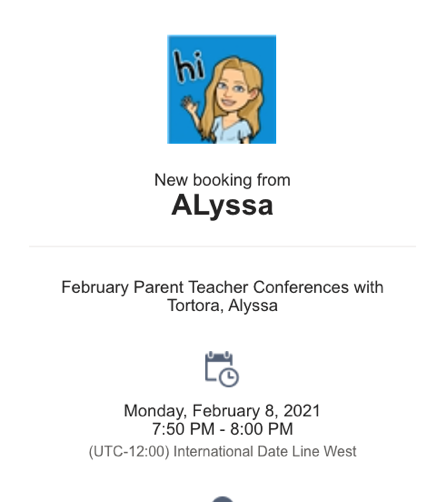 hi
New booking from
ALyssa
February Parent Teacher Conferences with
Tortora, Alyssa
Monday, February 8, 2021
7:50 PM - 8:00 PM
(UTC-12:00) International Date Line West